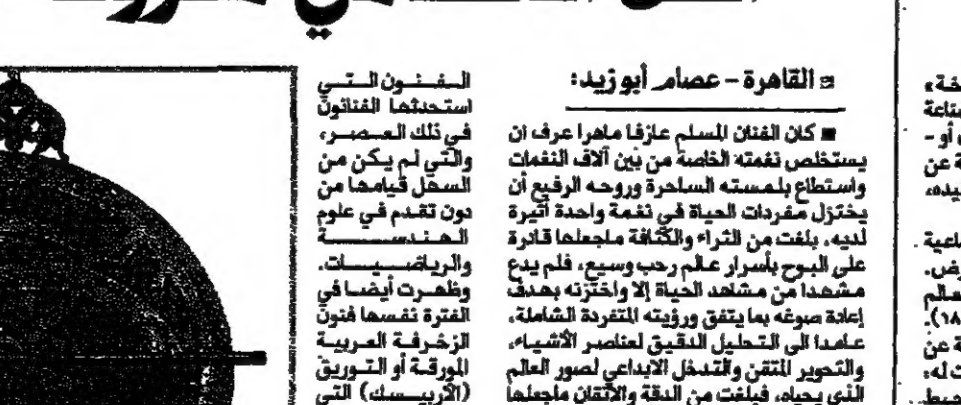 القاهرة - عصام أبو زيد:
كان الفنان المسلم عازفا ماهرا عرف ان
يستخلص نغمته الخاصة من بين آلاف النغمات
واستطاع بلمسته الساحرة وروحه الرفيع أن
يختزل مفردات الحياة في نغمة واحدة أثيرة
لديه، بلغت من الثراء والكثافة ماجعلها قادرة
على البوح بأسرار عالم رحب وسيع، فلم يدع
مشهدا من مشاهد الحياة إلا واختزنه بهدف
إعادة صوغه بما يتفق ورؤيته المتفردة الشاملة،
عامدا الى التحليل الدقيق لعناصر الأشياء،
والتحوير المتقن والتدخل الابداعي لصور العالم
الذي يحياه، فبلغت من الدقة والاتقان ماجعلها
الفنون التي
استحدثها الفنانون
في ذلك العصر،
والتي لم يكن من
السهل قيامها من
دون تقدم في علوم
الهندسة
والرياضيات.
وظهرت أيضا في
الفترة نفسها فنون
الزخرفة العربية
المورقة أو التوريق
(الآربيسك) التي